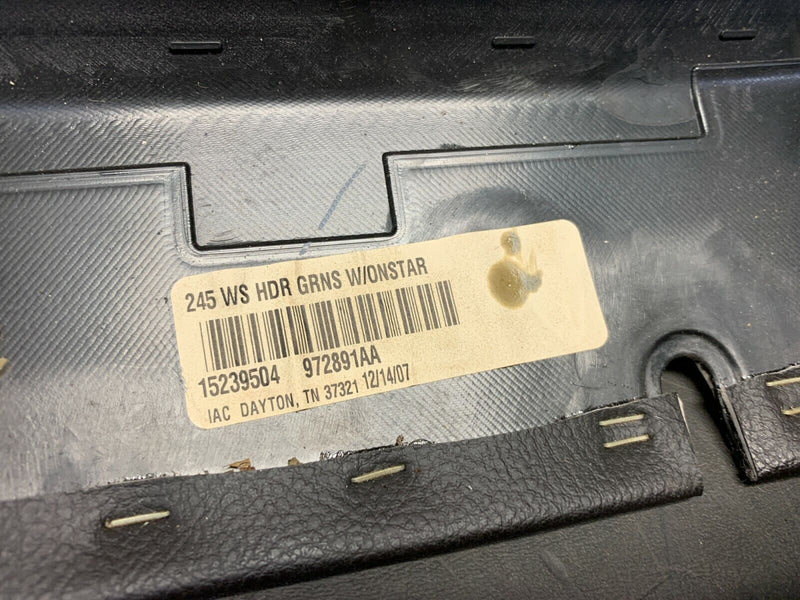 245 WS HDR GRNS W/ONSTAR
15239504 972891AA
IAC DAYTON, TN 37321 12/14/07